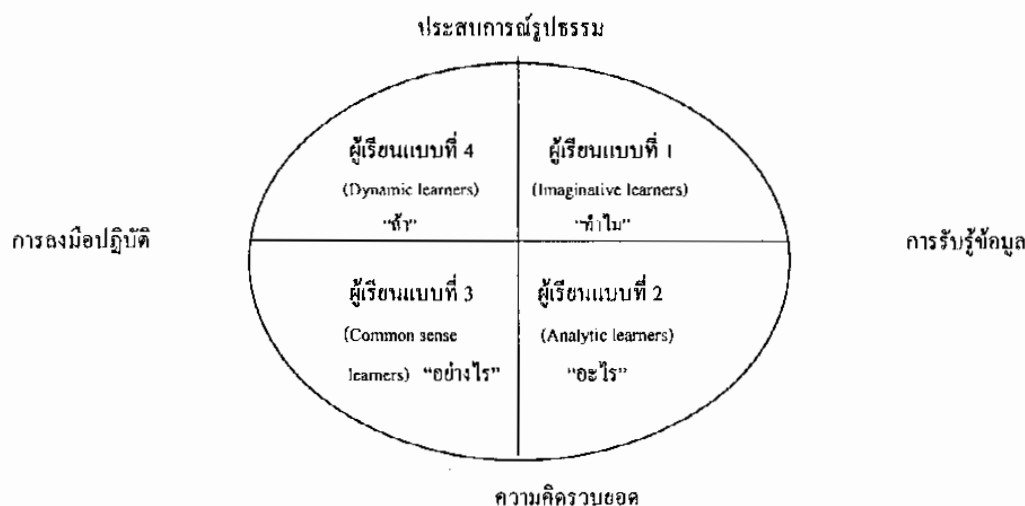 ประสบการณ์รูปธรรม
ผู้เรียนแบบที่ 4
(Dynamic learners)
"ถ้า"
ผู้เรียนแบบที่ 1
(Imaginative learners)
"ทำไม"
การลงมือปฏิบัติ
การรับรู้ข้อมูล
ผู้เรียนแบบที่ 3
(Common sense
learners) "อย่างไร"
ผู้เรียนแบบที่ 2
(Analytic learners)
"อะไร"
ความคิดรวบยอด